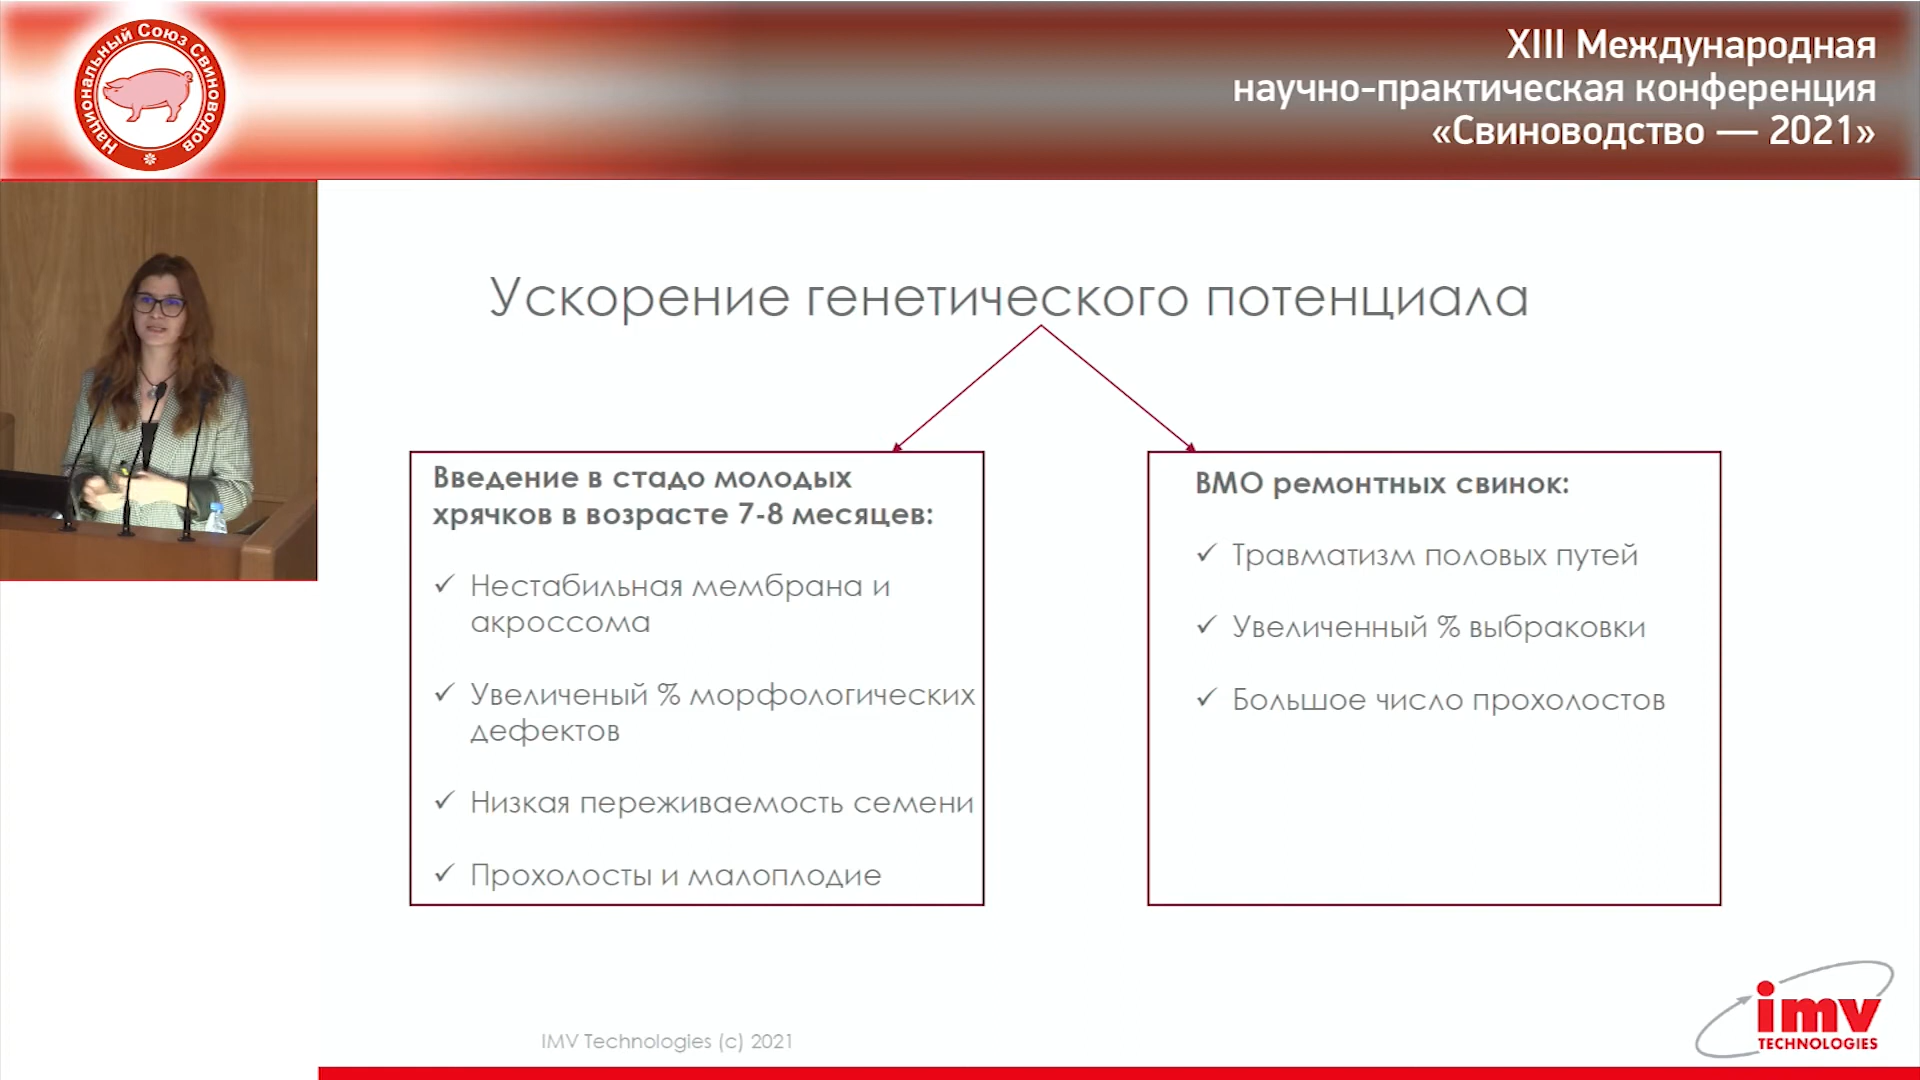 Национальный Союз Свиноводов
XIII Международная
научно-практическая конференция
«Свиноводство — 2021»
Ускорение генетического потенциала
Введение в стадо молодых
хрячков в возрасте 7-8 месяцев:
✓ Нестабильная мембрана и
акроссома
✓ Увеличеный % морфологических
дефектов
✓ Низкая переживаемость семени
✓ Прохолосты и малоплодие
ВМО ремонтных свинок:
✓ Травматизм половых путей
✓ Увеличенный % выбраковки
✓ Большое число прохолостов
IMV Technologies (c) 2021
imv
TECHNOLOGIES